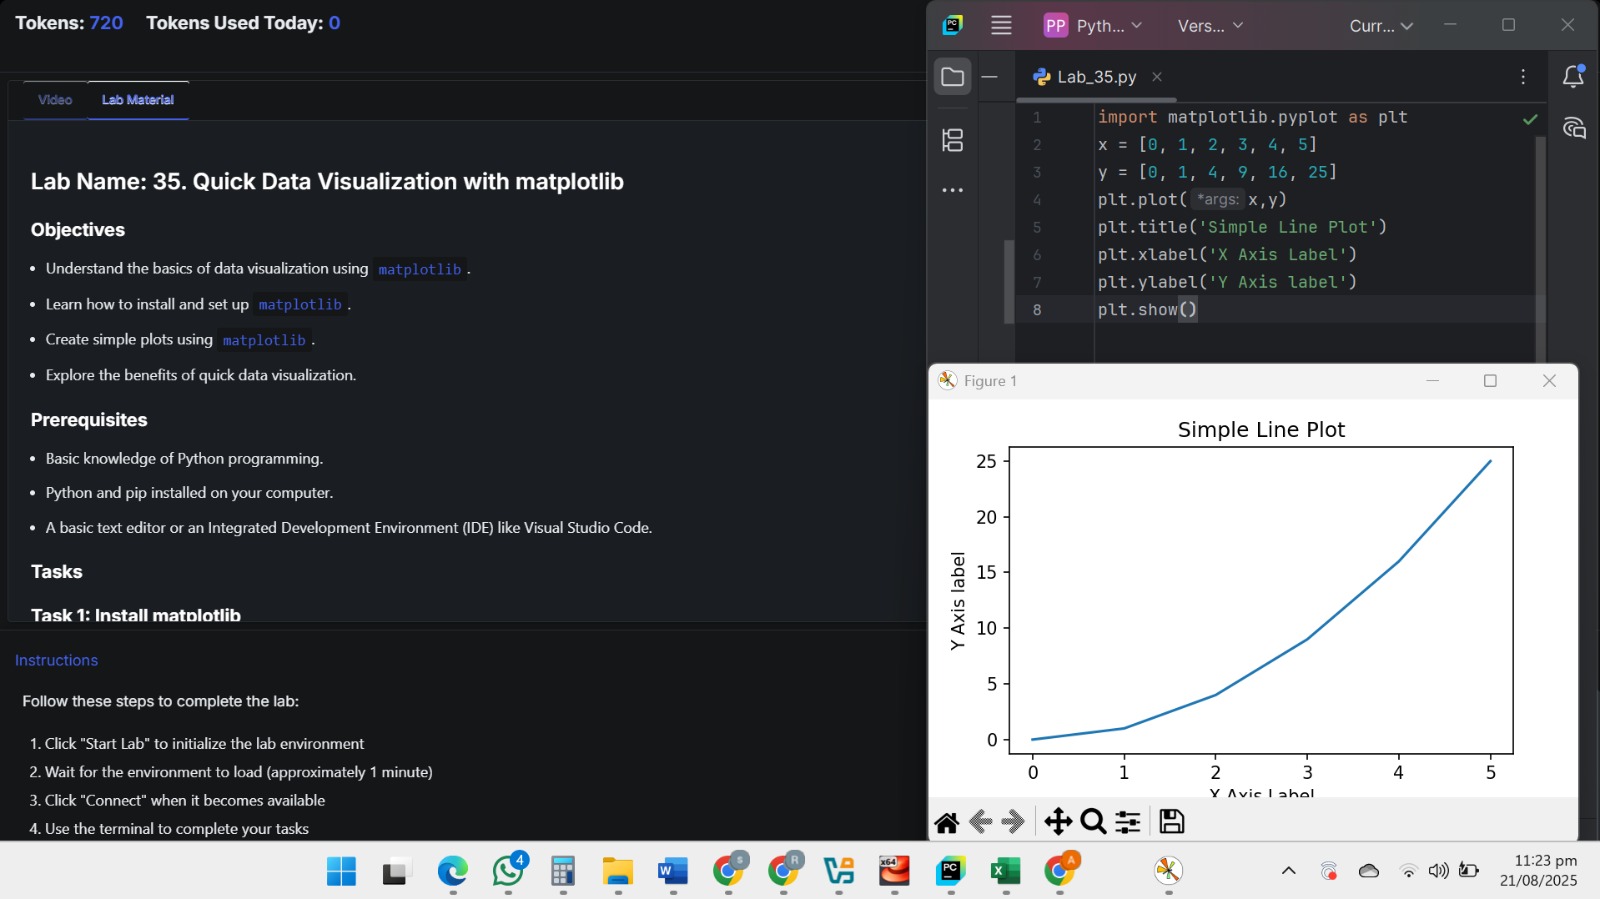 Tokens: 720 Tokens Used Today: 0
Video Lab Material
Lab Name: 35. Quick Data Visualization with matplotlib
Objectives
• Understand the basics of data visualization using matplotlib.
• Learn how to install and set up matplotlib.
• Create simple plots using matplotlib.
• Explore the benefits of quick data visualization.
Prerequisites
• Basic knowledge of Python programming.
• Python and pip installed on your computer.
• A basic text editor or an Integrated Development Environment (IDE) like Visual Studio Code.
Tasks
Task 1: Install matplotlib
Instructions
Follow these steps to complete the lab:
1. Click "Start Lab" to initialize the lab environment
2. Wait for the environment to load (approximately 1 minute)
3. Click "Connect" when it becomes available
4. Use the terminal to complete your tasks
PC PP Pyth... Vers... Curr...
Lab_35.py
1 import matplotlib.pyplot as plt
2 x = [0, 1, 2, 3, 4, 5]
3 y = [0, 1, 4, 9, 16, 25]
4 plt.plot( *args: x,y)
5 plt.title('Simple Line Plot')
6 plt.xlabel('X Axis Label')
7 plt.ylabel('Y Axis label')
8 plt.show()
Figure 1
Simple Line Plot
25
20
15
10
5
0
Y Axis label
0 1 2 3 4 5
X Axis Label
4 W S R x64 PC X A
11:23 pm
21/08/2025